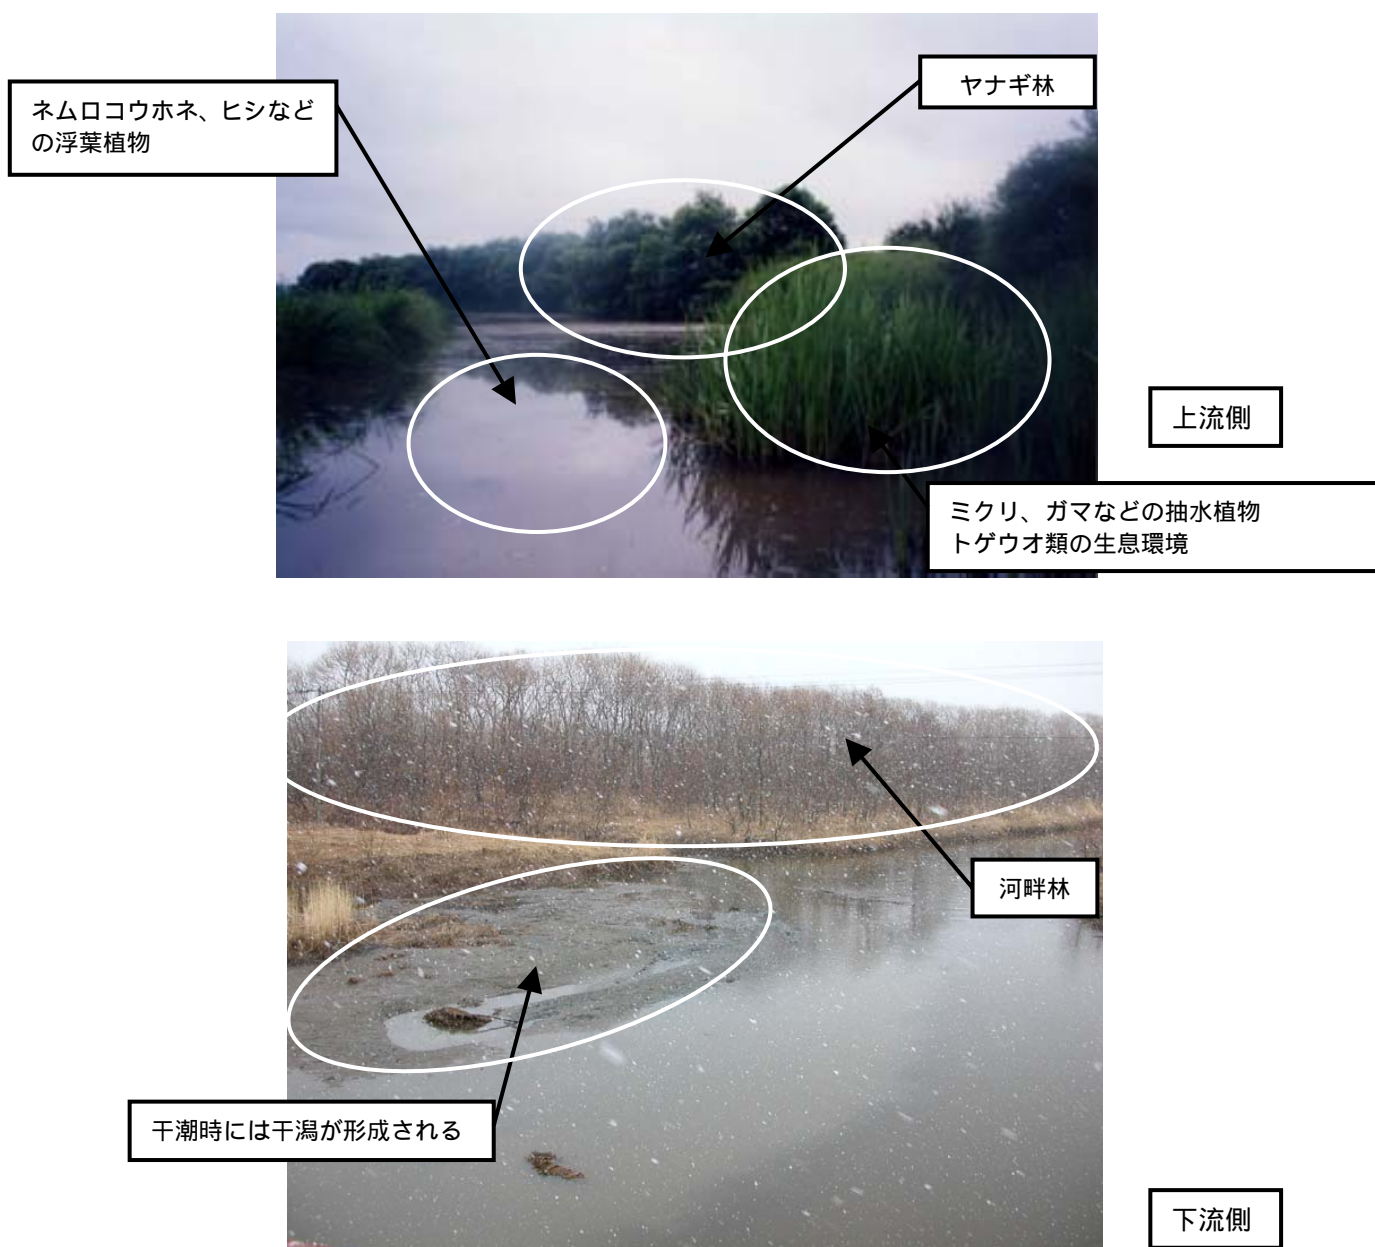 ネムロコウホネ、ヒシなど
の浮葉植物
ヤナギ林
上流側
ミクリ、ガマなどの抽水植物
トゲウオ類の生息環境
河畔林
干潮時には干潟が形成される
下流側